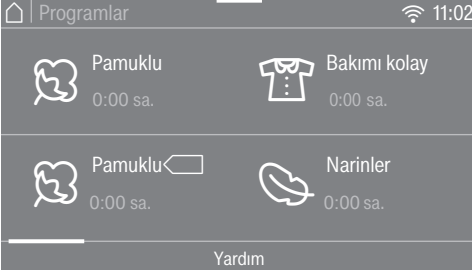 Programlar 11:02
Pamuklu
0:00 sa.
Bakımı kolay
0:00 sa.
Pamuklu
0:00 sa.
Narinler
0:00 sa.
Yardım